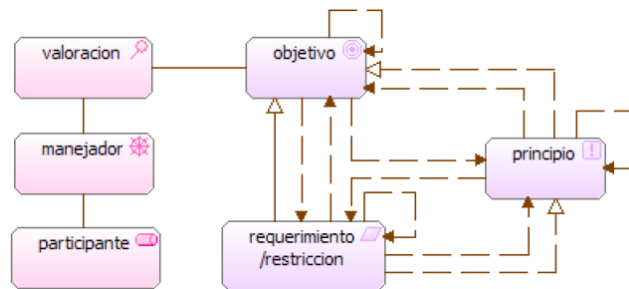 valoracion
objetivo
manejador
principio
participante
requerimiento
/restriccion